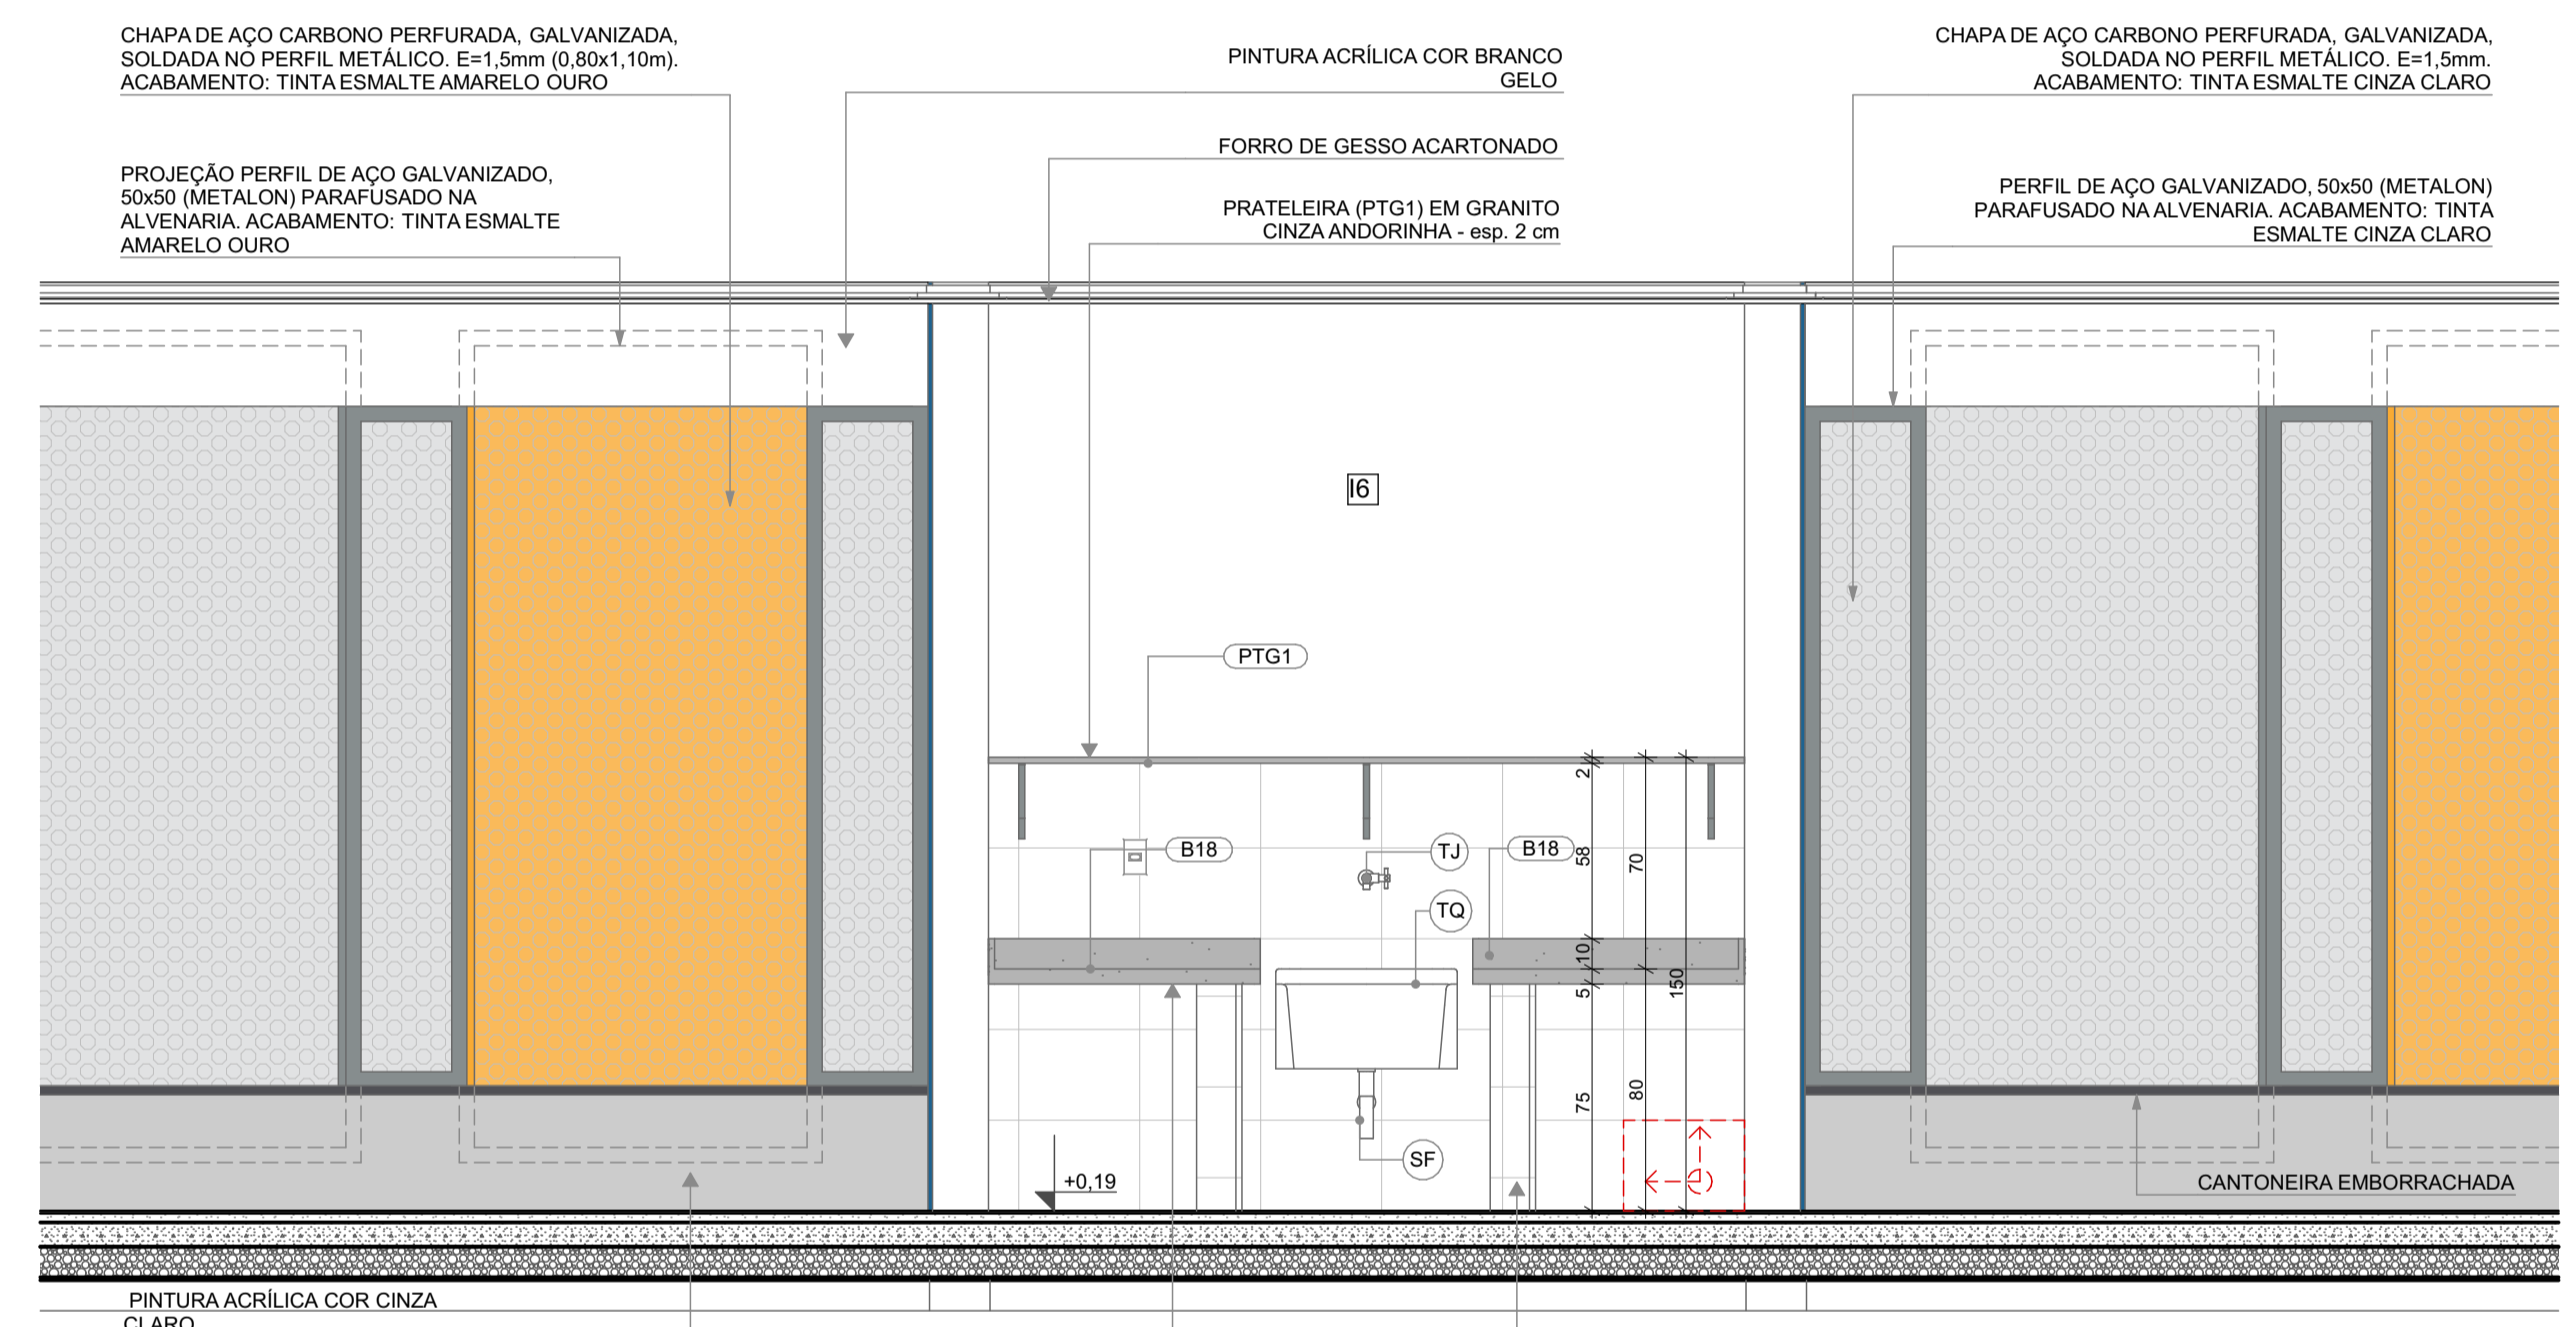 CHAPA DE AÇO CARBONO PERFURADA, GALVANIZADA,
SOLDADA NO PERFIL METÁLICO. E=1,5mm (0,80x1,10m).
ACABAMENTO: TINTA ESMALTE AMARELO OURO
PROJEÇÃO PERFIL DE AÇO GALVANIZADO,
50x50 (METALON) PARAFUSADO NA
ALVENARIA. ACABAMENTO: TINTA ESMALTE
AMARELO OURO
PINTURA ACRÍLICA COR BRANCO
GELO
FORRO DE GESSO ACARTONADO
PRATELEIRA (PTG1) EM GRANITO
CINZA ANDORINHA - esp. 2 cm
CHAPA DE AÇO CARBONO PERFURADA, GALVANIZADA,
SOLDADA NO PERFIL METÁLICO. E=1,5mm.
ACABAMENTO: TINTA ESMALTE CINZA CLARO
PERFIL DE AÇO GALVANIZADO, 50x50 (METALON)
PARAFUSADO NA ALVENARIA. ACABAMENTO: TINTA
ESMALTE CINZA CLARO
I6
PTG1
2
B18
TJ
B18
58
70
TQ
10
5
150
75
80
SF
+0,19
CANTONEIRA EMBORRACHADA
PINTURA ACRÍLICA COR CINZA
CLARO